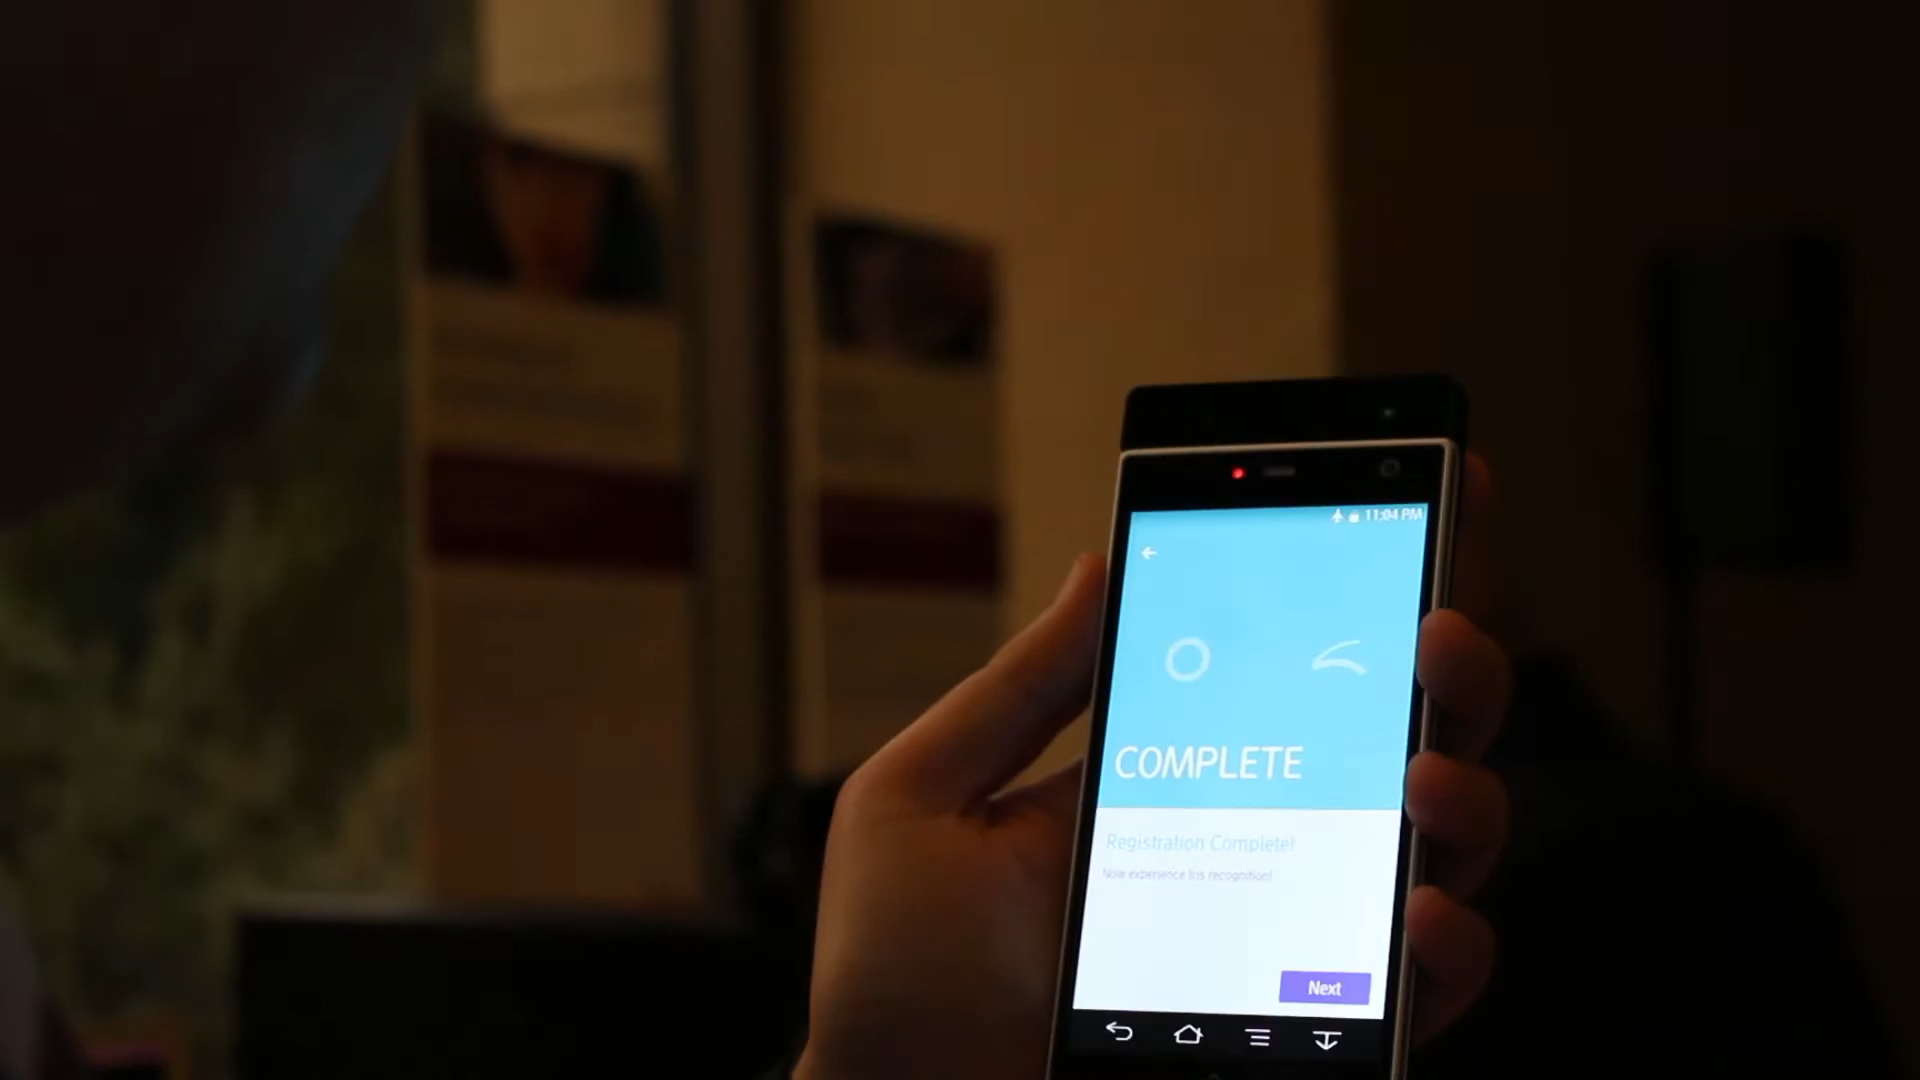 11:04 PM
COMPLETE
Registration Complete!
Now experience Iris recognition!
Next